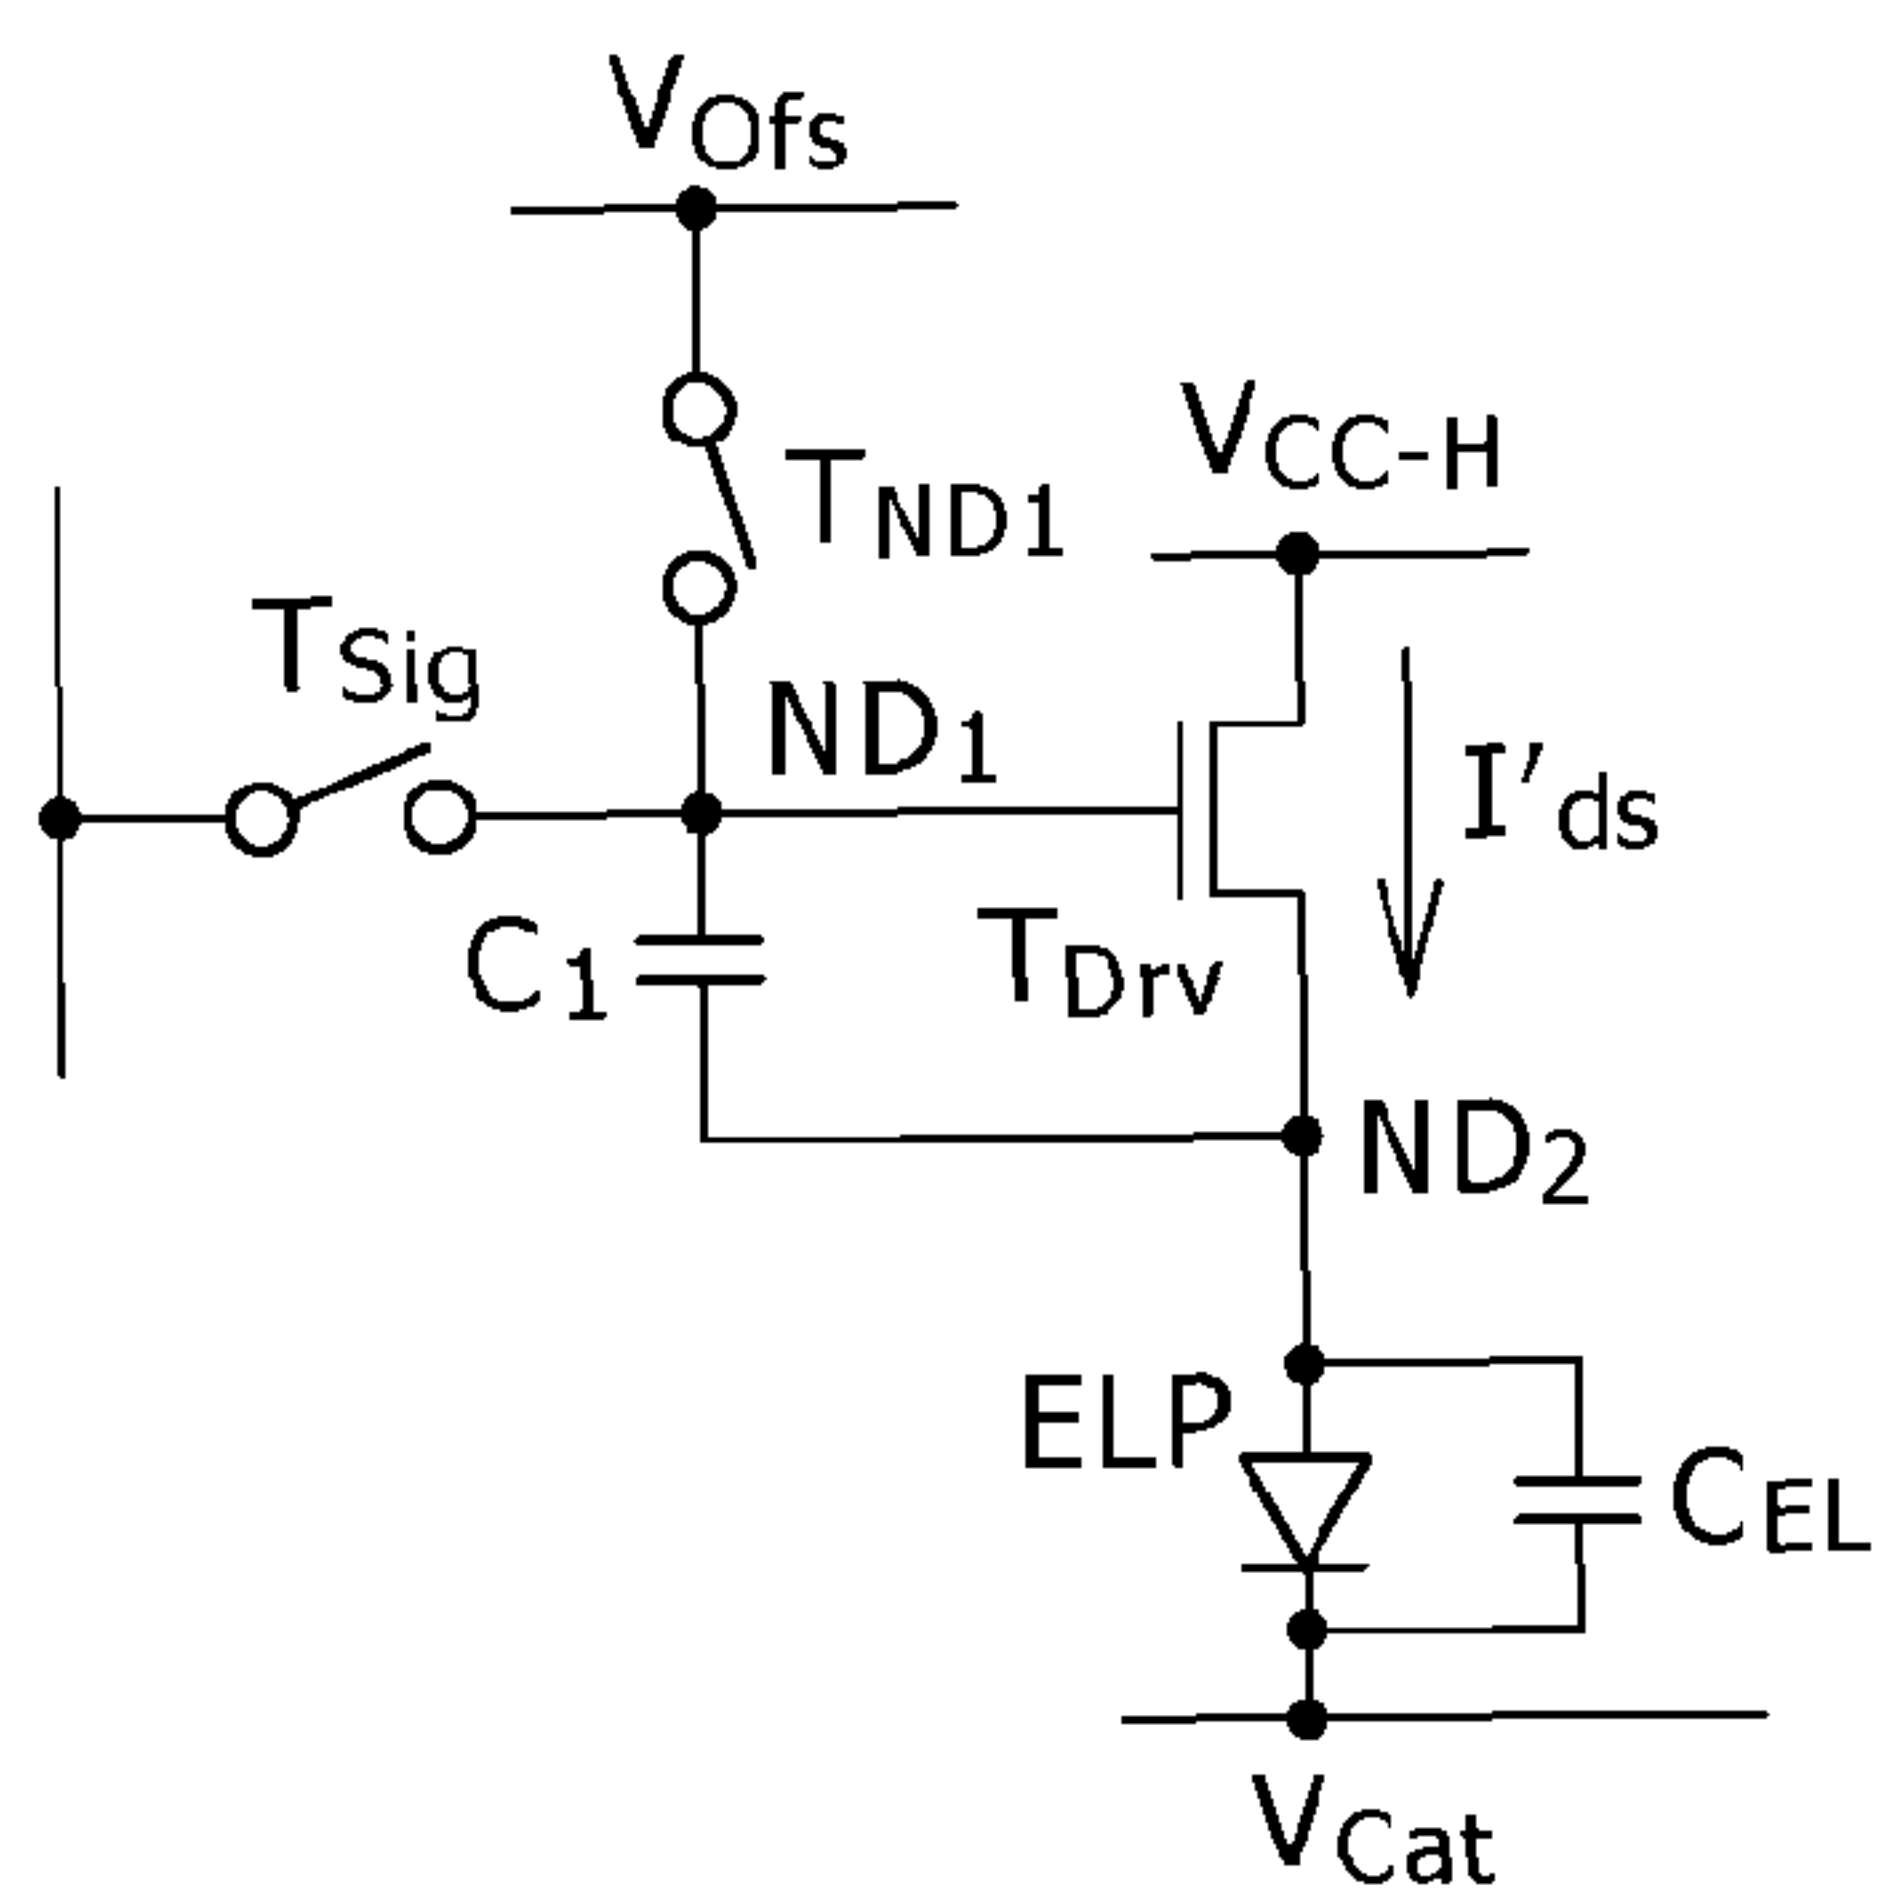 VOfs
VCC-H
TND1
TSig
ND1
I'ds
C1
TDrv
ND2
ELP
CEL
VCat